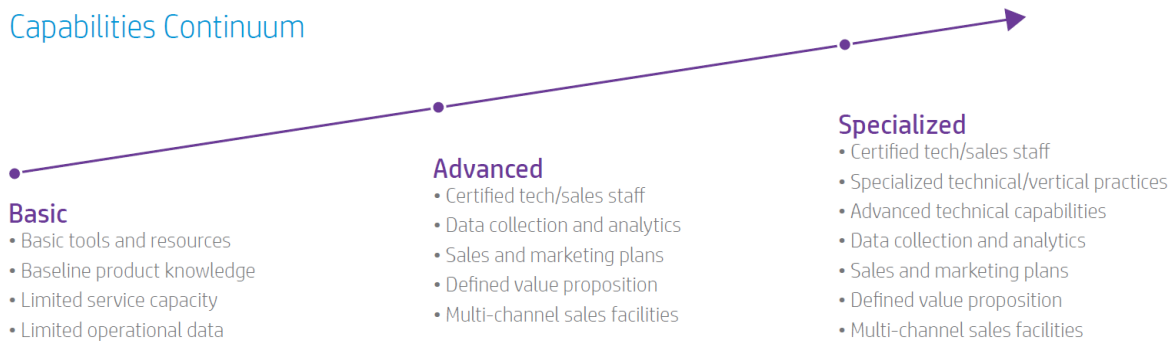 Capabilities Continuum
Basic
• Basic tools and resources
• Baseline product knowledge
• Limited service capacity
• Limited operational data
Advanced
• Certified tech/sales staff
• Data collection and analytics
• Sales and marketing plans
• Defined value proposition
• Multi-channel sales facilities
Specialized
• Certified tech/sales staff
• Specialized technical/vertical practices
• Advanced technical capabilities
• Data collection and analytics
• Sales and marketing plans
• Defined value proposition
• Multi-channel sales facilities